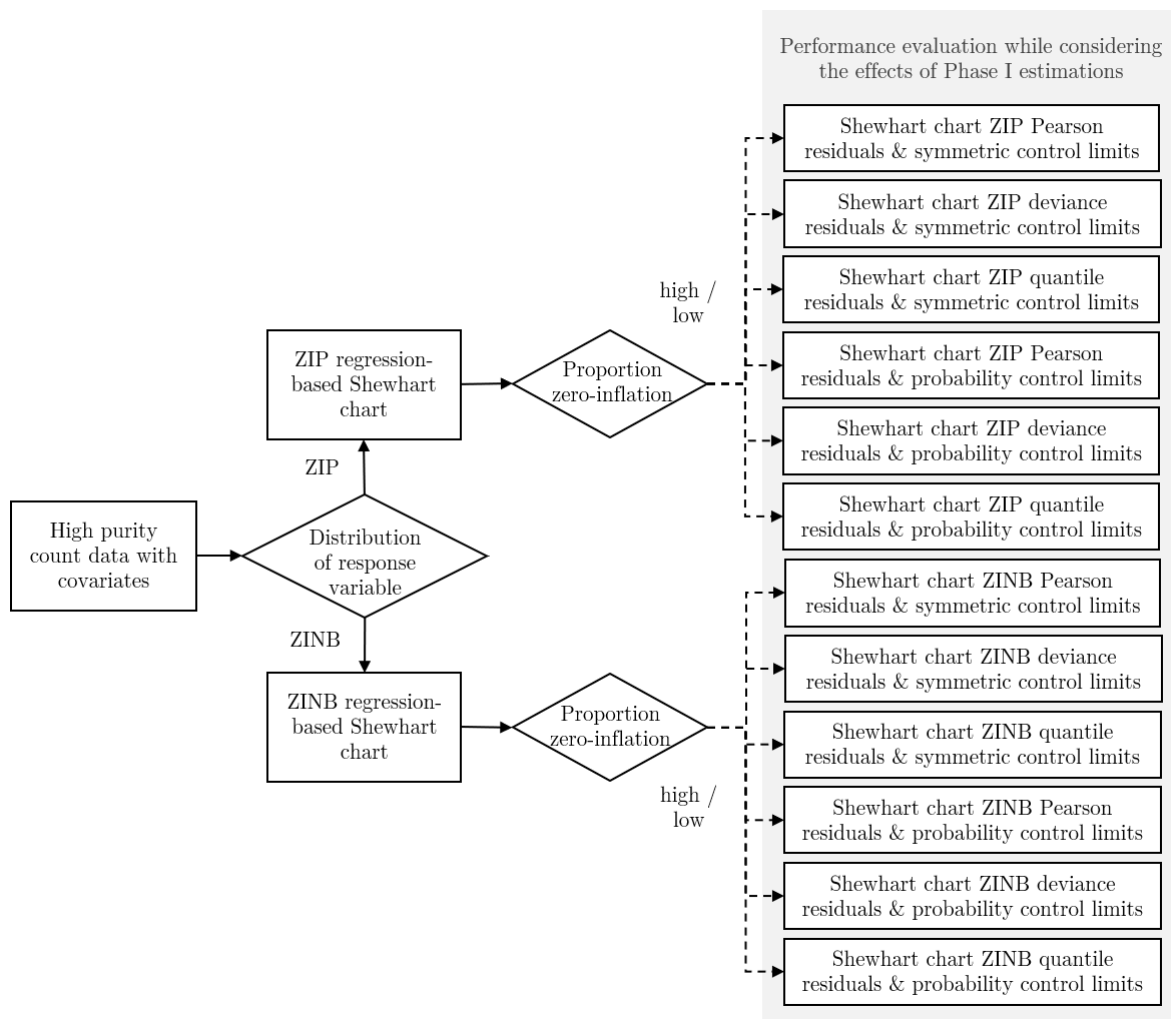 Performance evaluation while considering
the effects of Phase I estimations
High purity
count data with
covariates
Distribution
of response
variable
ZIP
ZIP regression-
based Shewhart
chart
Proportion
zero-inflation
high /
low
Shewhart chart ZIP Pearson
residuals & symmetric control limits
Shewhart chart ZIP deviance
residuals & symmetric control limits
Shewhart chart ZIP quantile
residuals & symmetric control limits
Shewhart chart ZIP Pearson
residuals & probability control limits
Shewhart chart ZIP deviance
residuals & probability control limits
Shewhart chart ZIP quantile
residuals & probability control limits
ZINB
ZINB regression-
based Shewhart
chart
Proportion
zero-inflation
high /
low
Shewhart chart ZINB Pearson
residuals & symmetric control limits
Shewhart chart ZINB deviance
residuals & symmetric control limits
Shewhart chart ZINB quantile
residuals & symmetric control limits
Shewhart chart ZINB Pearson
residuals & probability control limits
Shewhart chart ZINB deviance
residuals & probability control limits
Shewhart chart ZINB quantile
residuals & probability control limits